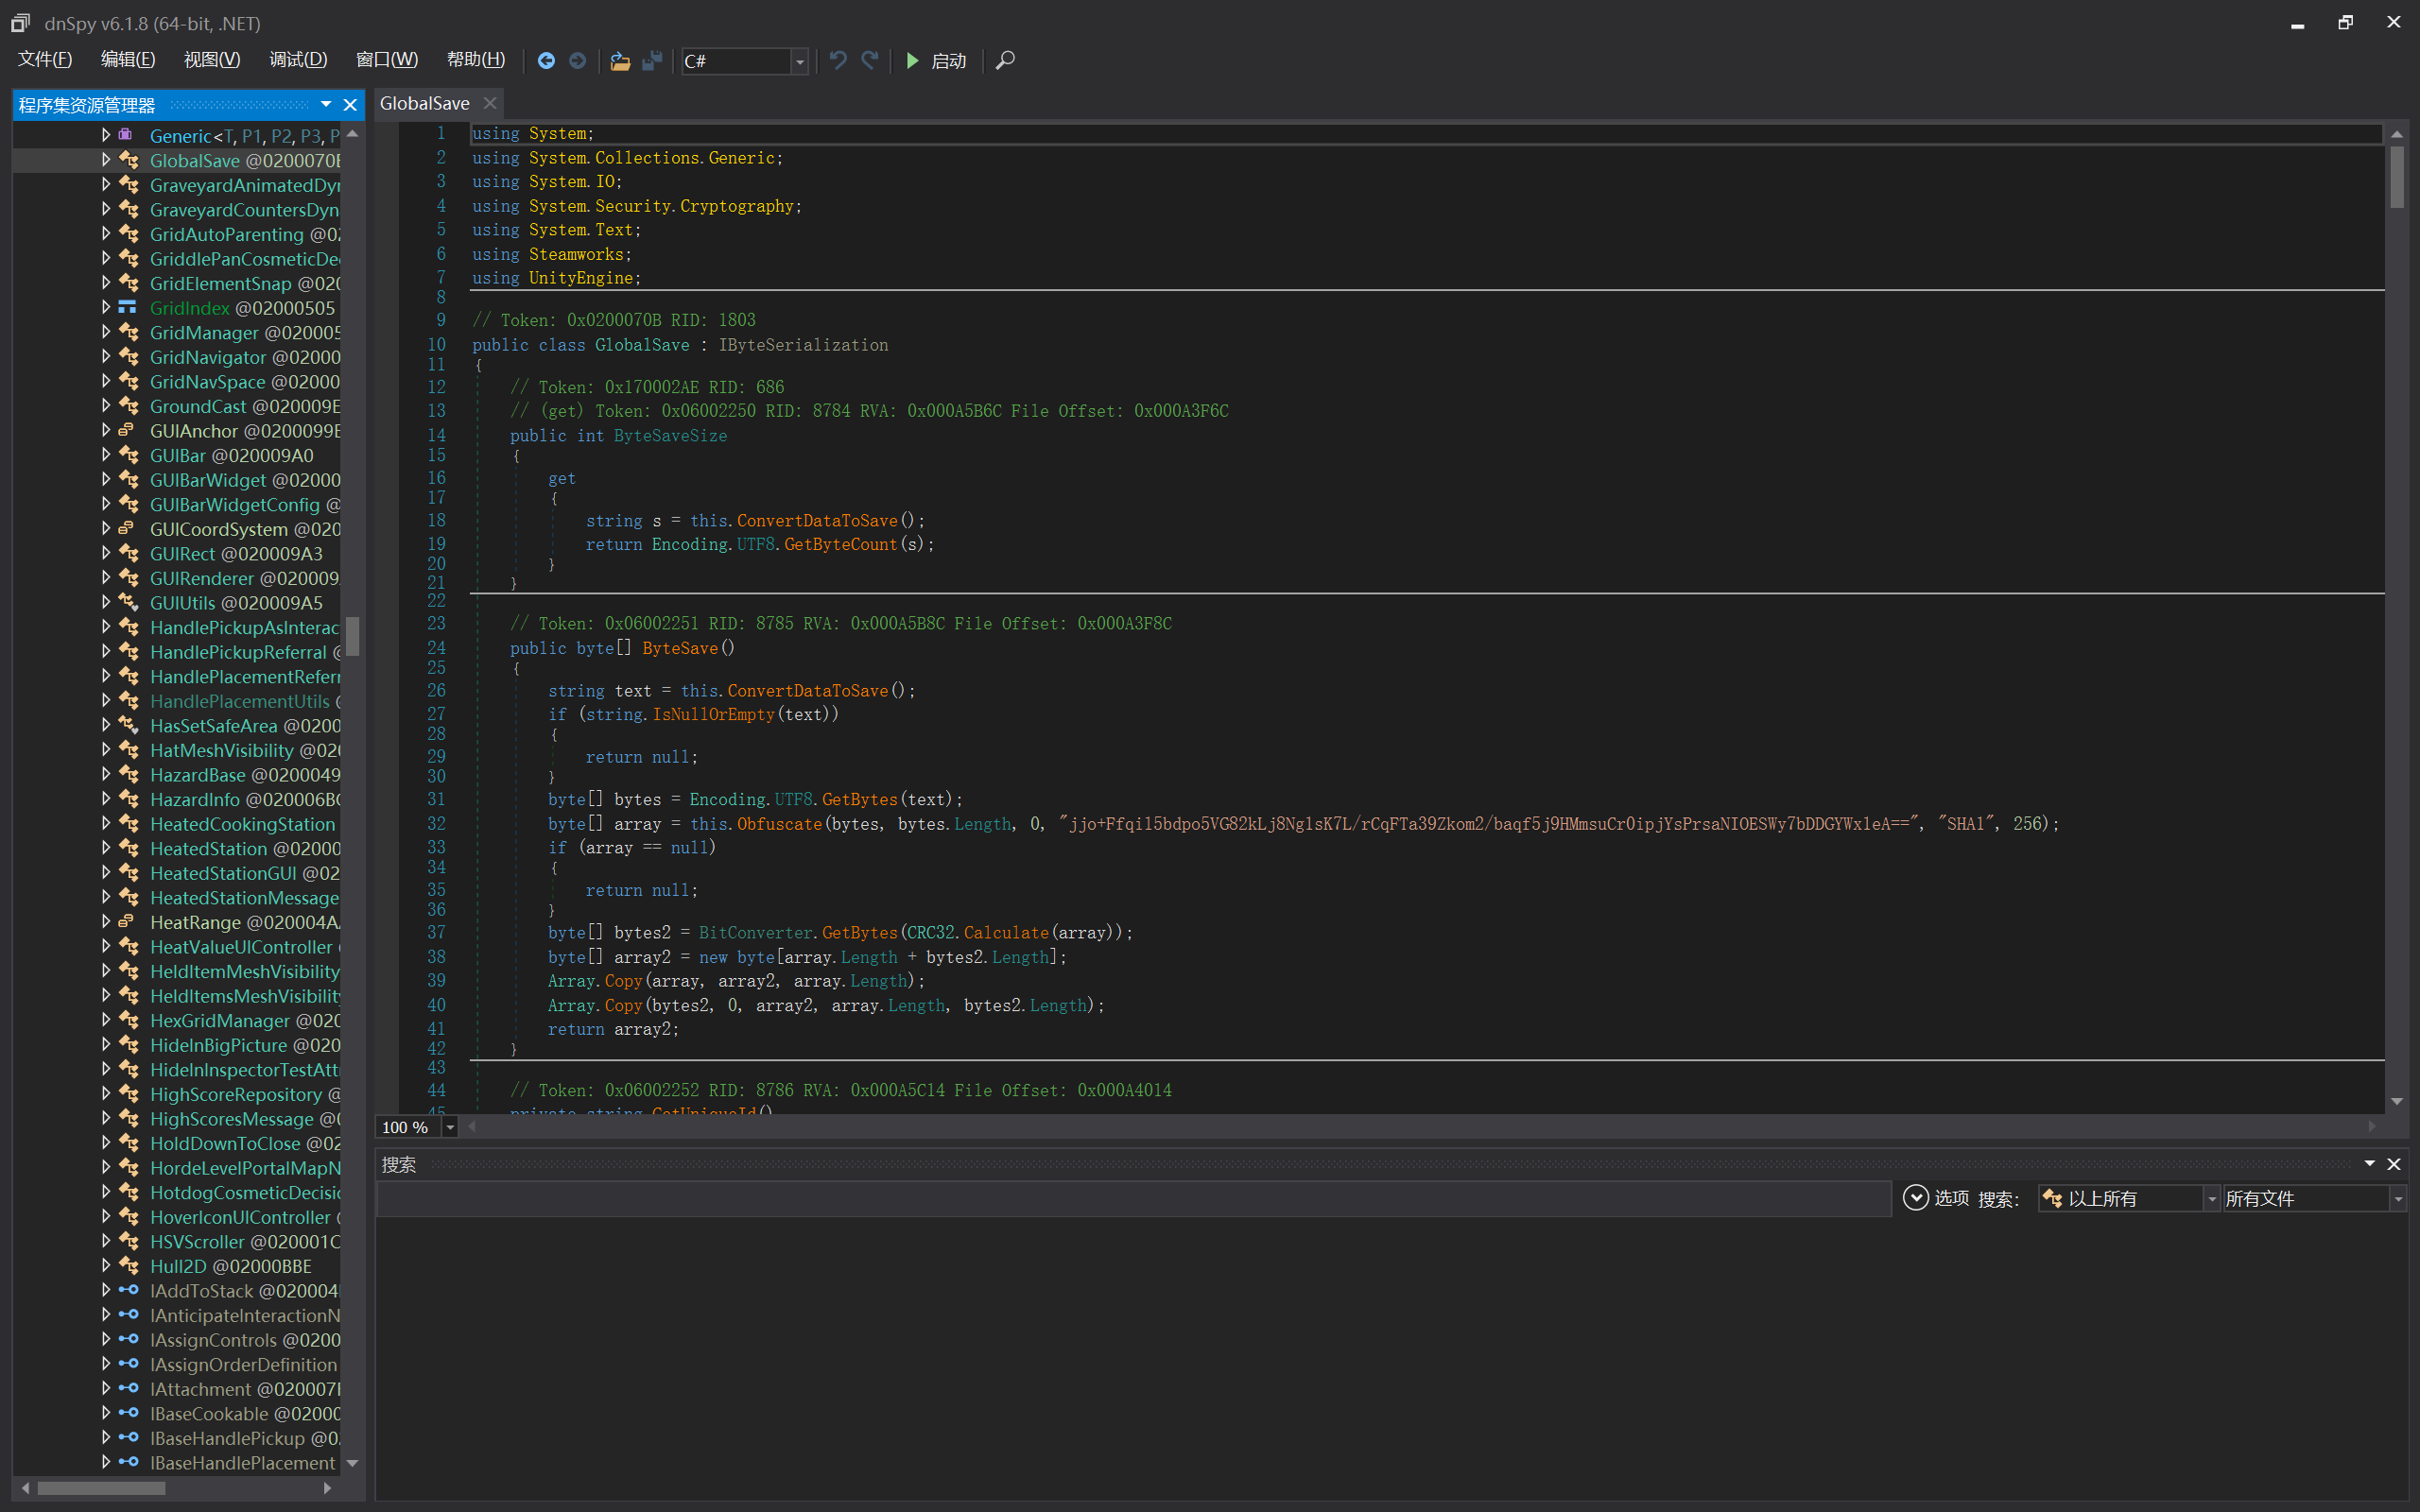 dnSpy v6.1.8 (64-bit, .NET)
文件(F) 编辑(E) 视图(V) 调试(D) 窗口(W) 帮助(H) C# 启动
程序集资源管理器
Generic<T, P1, P2, P3, P
GlobalSave @0200070B
GraveyardAnimatedDyn
GraveyardCountersDyn
GridAutoParenting @02
GriddlePanCosmeticDe
GridElementSnap @020
GridIndex @02000505
GridManager @020005
GridNavigator @02000
GridNavSpace @02000
GroundCast @020009E
GUIAnchor @0200099E
GUIBar @020009A0
GUIBarWidget @02000
GUIBarWidgetConfig @
GUICoordSystem @020
GUIRect @020009A3
GUIRenderer @020009
GUIUtils @020009A5
HandlePickupAsInterac
HandlePickupReferral @
HandlePlacementReferr
HandlePlacementUtils @
HasSetSafeArea @0200
HatMeshVisibility @020
HazardBase @0200049
HazardInfo @020006BC
HeatedCookingStation
HeatedStation @02000
HeatedStationGUI @02
HeatedStationMessage
HeatRange @020004A
HeatValueUIController
HeldItemMeshVisibility
HeldItemsMeshVisibility
HexGridManager @020
HideInBigPicture @020
HideInInspectorTestAtt
HighScoreRepository @
HighScoresMessage @0
HoldDownToClose @02
HordeLevelPortalMapN
HotdogCosmeticDecisio
HoverIconUIController
HSVScroller @020001C
Hull2D @02000BBE
IAddToStack @020004
IAnticipateInteractionN
IAssignControls @0200
IAssignOrderDefinition
IAttachment @020007F
IBaseCookable @02000
IBaseHandlePickup @0
IBaseHandlePlacement
GlobalSave
1 using System;
2 using System.Collections.Generic;
3 using System.IO;
4 using System.Security.Cryptography;
5 using System.Text;
6 using Steamworks;
7 using UnityEngine;
8
9 // Token: 0x0200070B RID: 1803
10 public class GlobalSave : IByteSerialization
11 {
12 // Token: 0x170002AE RID: 686
13 // (get) Token: 0x06002250 RID: 8784 RVA: 0x000A5B6C File Offset: 0x000A3F6C
14 public int ByteSaveSize
15 {
16 get
17 {
18 string s = this.ConvertDataToSave();
19 return Encoding.UTF8.GetByteCount(s);
20 }
21 }
22
23 // Token: 0x06002251 RID: 8785 RVA: 0x000A5B8C File Offset: 0x000A3F8C
24 public byte[] ByteSave()
25 {
26 string text = this.ConvertDataToSave();
27 if (string.IsNullOrEmpty(text))
28 {
29 return null;
30 }
31 byte[] bytes = Encoding.UTF8.GetBytes(text);
32 byte[] array = this.Obfuscate(bytes, bytes.Length, 0, "jjo+Ffqil5bdpo5VG82kLj8NglsK7L/rCqFTa39Zkom2/baqf5j9HMmsuCr0ipjYsPrsaNIOESWy7bDDGYWx1eA==", "SHA1", 256);
33 if (array == null)
34 {
35 return null;
36 }
37 byte[] bytes2 = BitConverter.GetBytes(CRC32.Calculate(array));
38 byte[] array2 = new byte[array.Length + bytes2.Length];
39 Array.Copy(array, array2, array.Length);
40 Array.Copy(bytes2, 0, array2, array.Length, bytes2.Length);
41 return array2;
42 }
43
44 // Token: 0x06002252 RID: 8786 RVA: 0x000A5C14 File Offset: 0x000A4014
45 private string GetUniqueId()
100 %
搜索
选项 搜索: 以上所有 所有文件